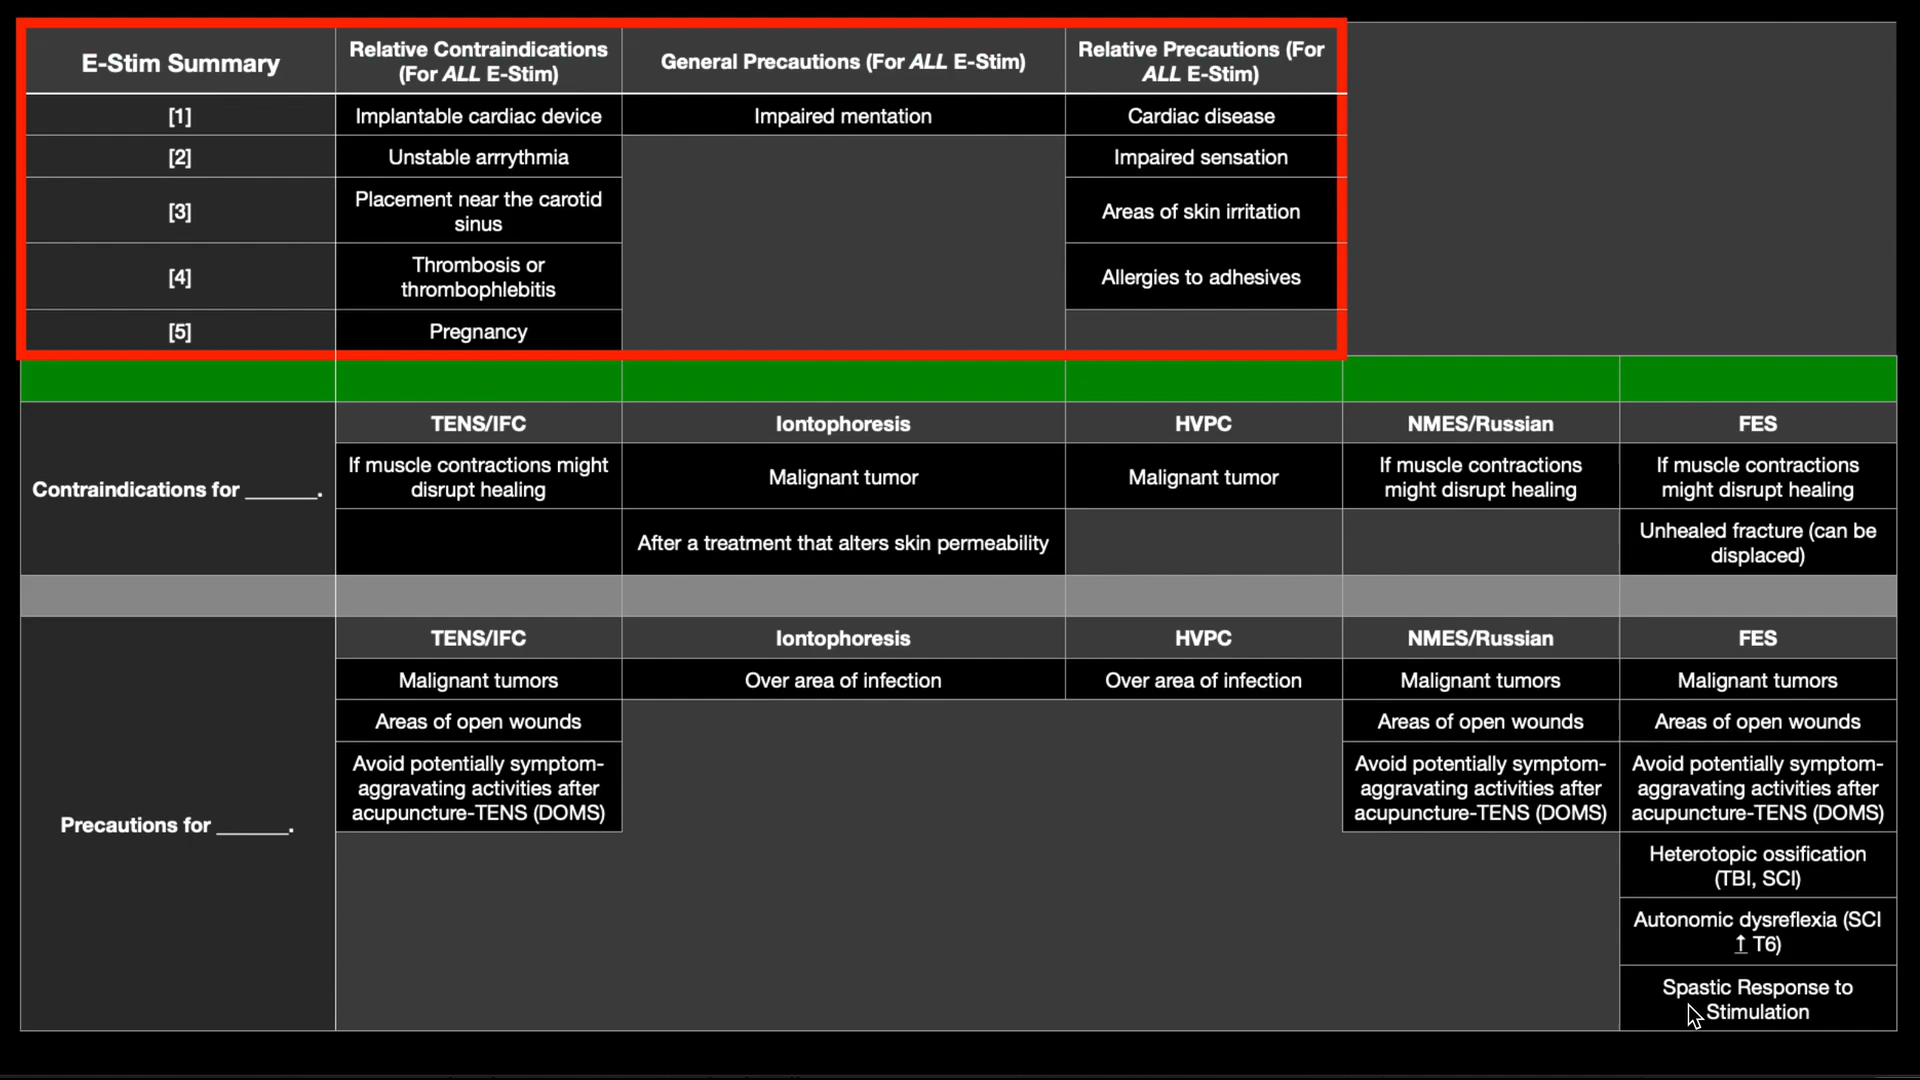 E-Stim Summary
Relative Contraindications
(For ALL E-Stim)
General Precautions (For ALL E-Stim)
Relative Precautions (For
ALL E-Stim)
[1]
Implantable cardiac device
Impaired mentation
Cardiac disease
[2]
Unstable arrrythmia
Impaired sensation
[3]
Placement near the carotid
sinus
Areas of skin irritation
[4]
Thrombosis or
thrombophlebitis
Allergies to adhesives
[5]
Pregnancy
Contraindications for _______.
TENS/IFC
Iontophoresis
HVPC
NMES/Russian
FES
If muscle contractions might
disrupt healing
Malignant tumor
Malignant tumor
If muscle contractions
might disrupt healing
If muscle contractions
might disrupt healing
After a treatment that alters skin permeability
Unhealed fracture (can be
displaced)
Precautions for _______.
TENS/IFC
Iontophoresis
HVPC
NMES/Russian
FES
Malignant tumors
Over area of infection
Over area of infection
Malignant tumors
Malignant tumors
Areas of open wounds
Areas of open wounds
Areas of open wounds
Avoid potentially symptom-
aggravating activities after
acupuncture-TENS (DOMS)
Avoid potentially symptom-
aggravating activities after
acupuncture-TENS (DOMS)
Avoid potentially symptom-
aggravating activities after
acupuncture-TENS (DOMS)
Heterotopic ossification
(TBI, SCI)
Autonomic dysreflexia (SCI
↑ T6)
Spastic Response to
Stimulation